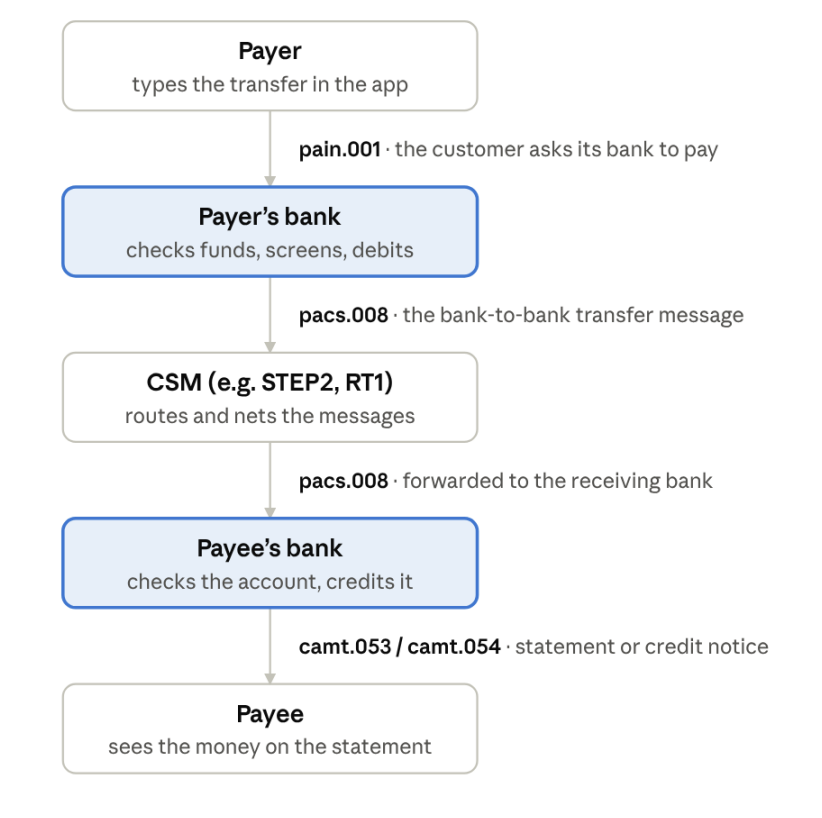 Payer
types the transfer in the app
pain.001 · the customer asks its bank to pay
Payer’s bank
checks funds, screens, debits
pacs.008 · the bank-to-bank transfer message
CSM (e.g. STEP2, RT1)
routes and nets the messages
pacs.008 · forwarded to the receiving bank
Payee’s bank
checks the account, credits it
camt.053 / camt.054 · statement or credit notice
Payee
sees the money on the statement